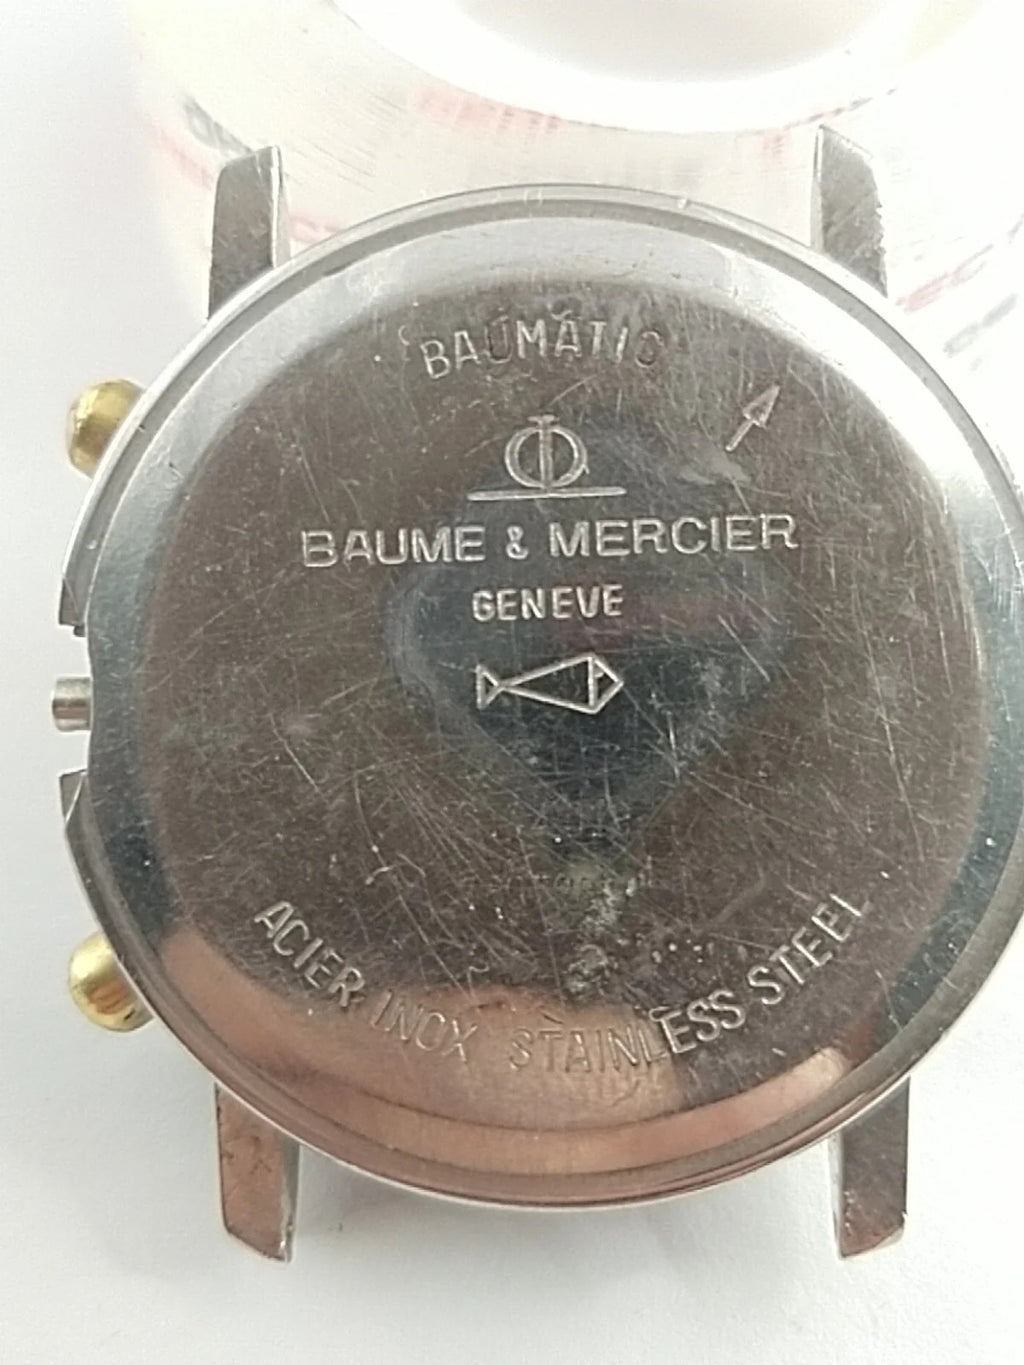 BAUMATIC
BAUME & MERCIER
GENEVE
ACIER INOX STAINLESS STEEL